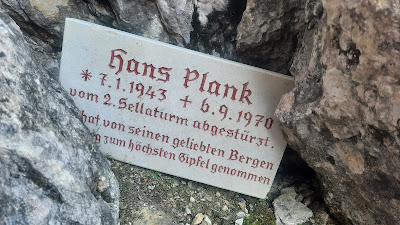 Hans Plank
* 7.1.1943 + 6.9.1970
vom 2. Sellaturm abgestürzt.
hat von seinen geliebten Bergen
zum höchsten Gipfel genommen